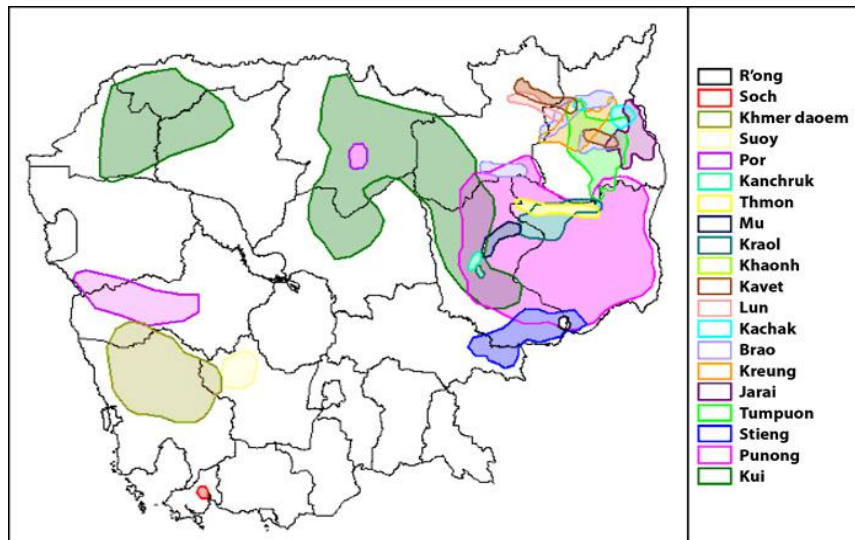 R'ong
Soch
Khmer daoem
Suoy
Por
Kanchruk
Thmon
Mu
Kraol
Khaonh
Kavet
Lun
Kachak
Brao
Kreung
Jarai
Tumpuon
Stieng
Punong
Kui